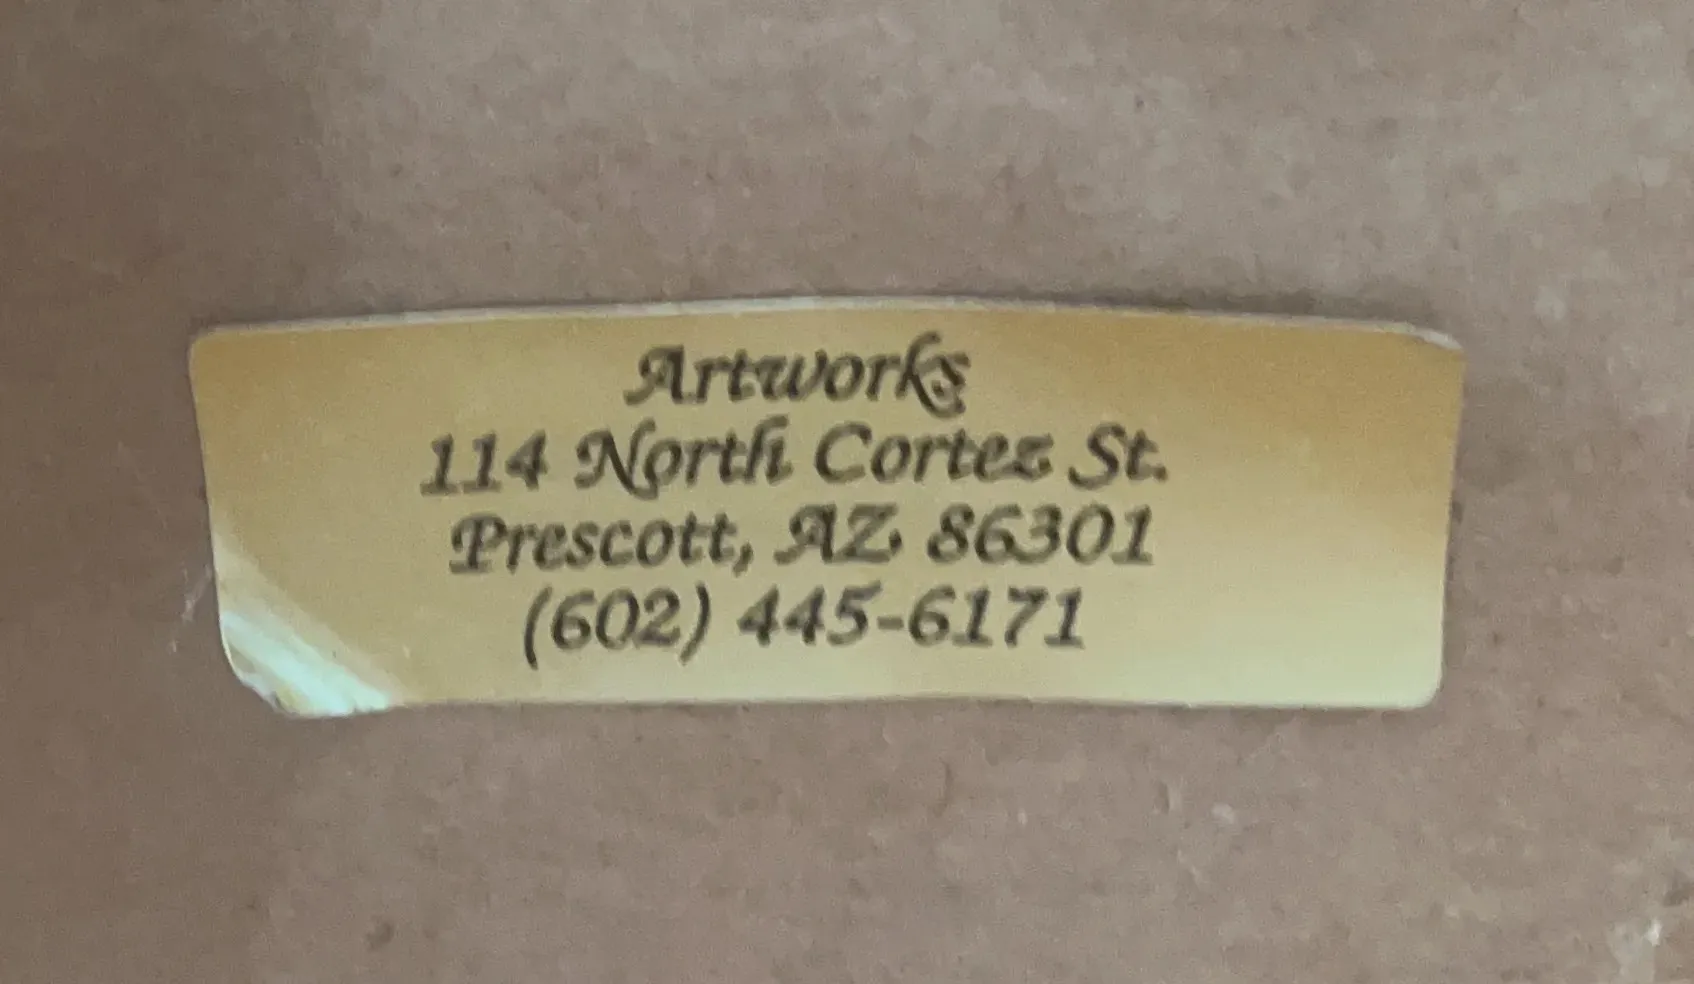 Artworks
114 North Cortez St.
Prescott, AZ 86301
(602) 445-6171